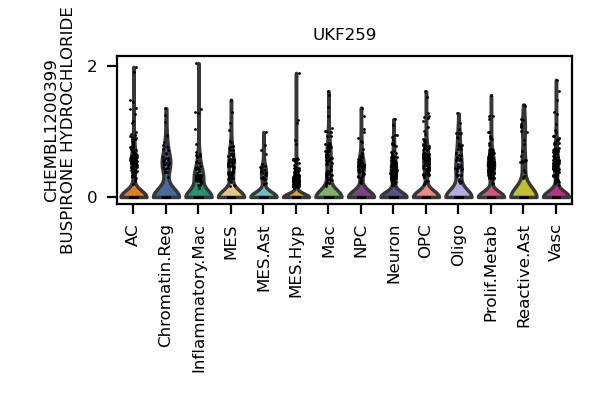 UKF259
CHEMBL1200399
BUSPIRONE HYDROCHLORIDE
2
0
AC
Chromatin.Reg
Inflammatory.Mac
MES
MES.Ast
MES.Hyp
Mac
NPC
Neuron
OPC
Oligo
Prolif.Metab
Reactive.Ast
Vasc